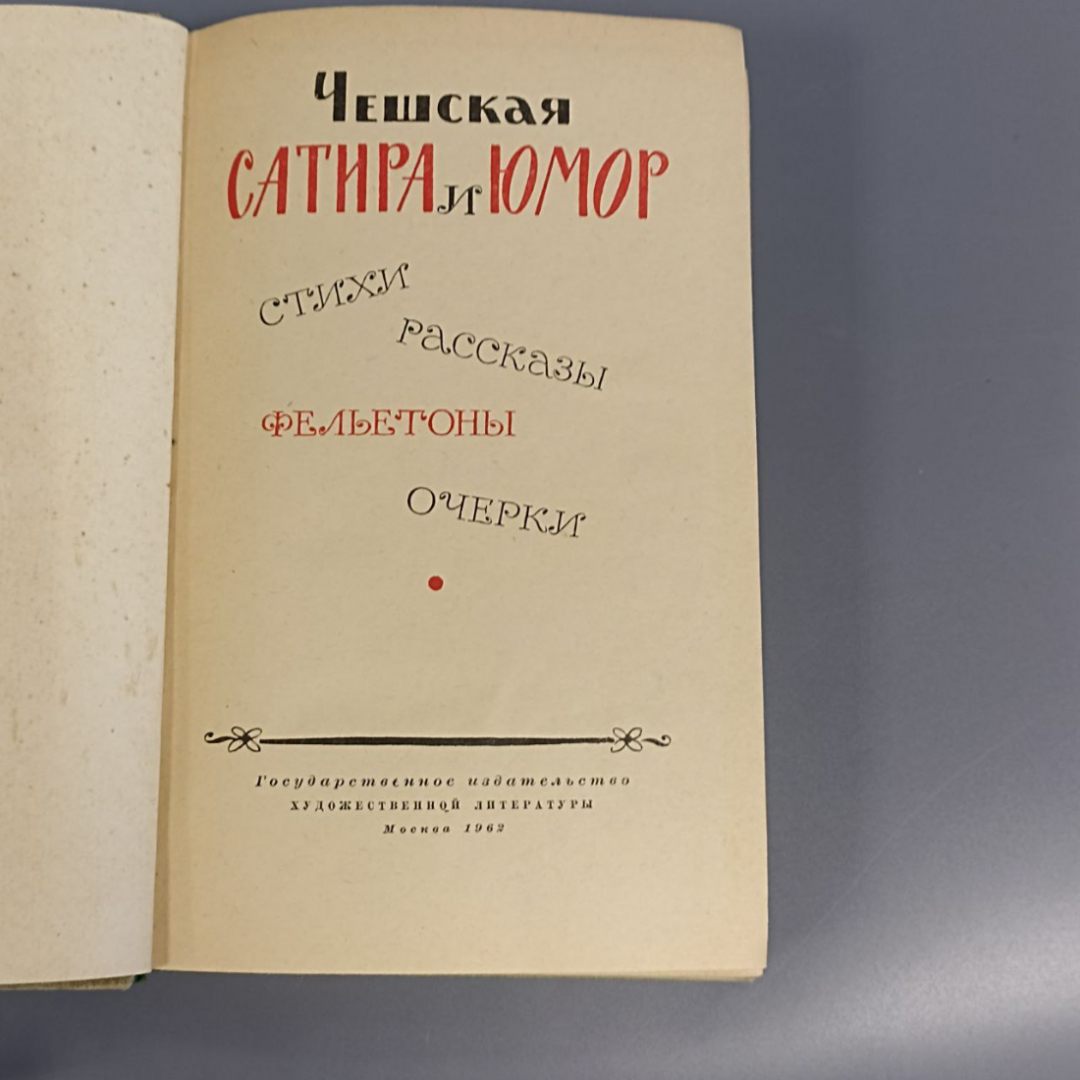 Чешская
САТИРА И ЮМОР
СТИХИ
РАССКАЗЫ
ФЕЛЬЕТОНЫ
ОЧЕРКИ
Государственное издательство
ХУДОЖЕСТВЕННОЙ ЛИТЕРАТУРЫ
Москва 1962